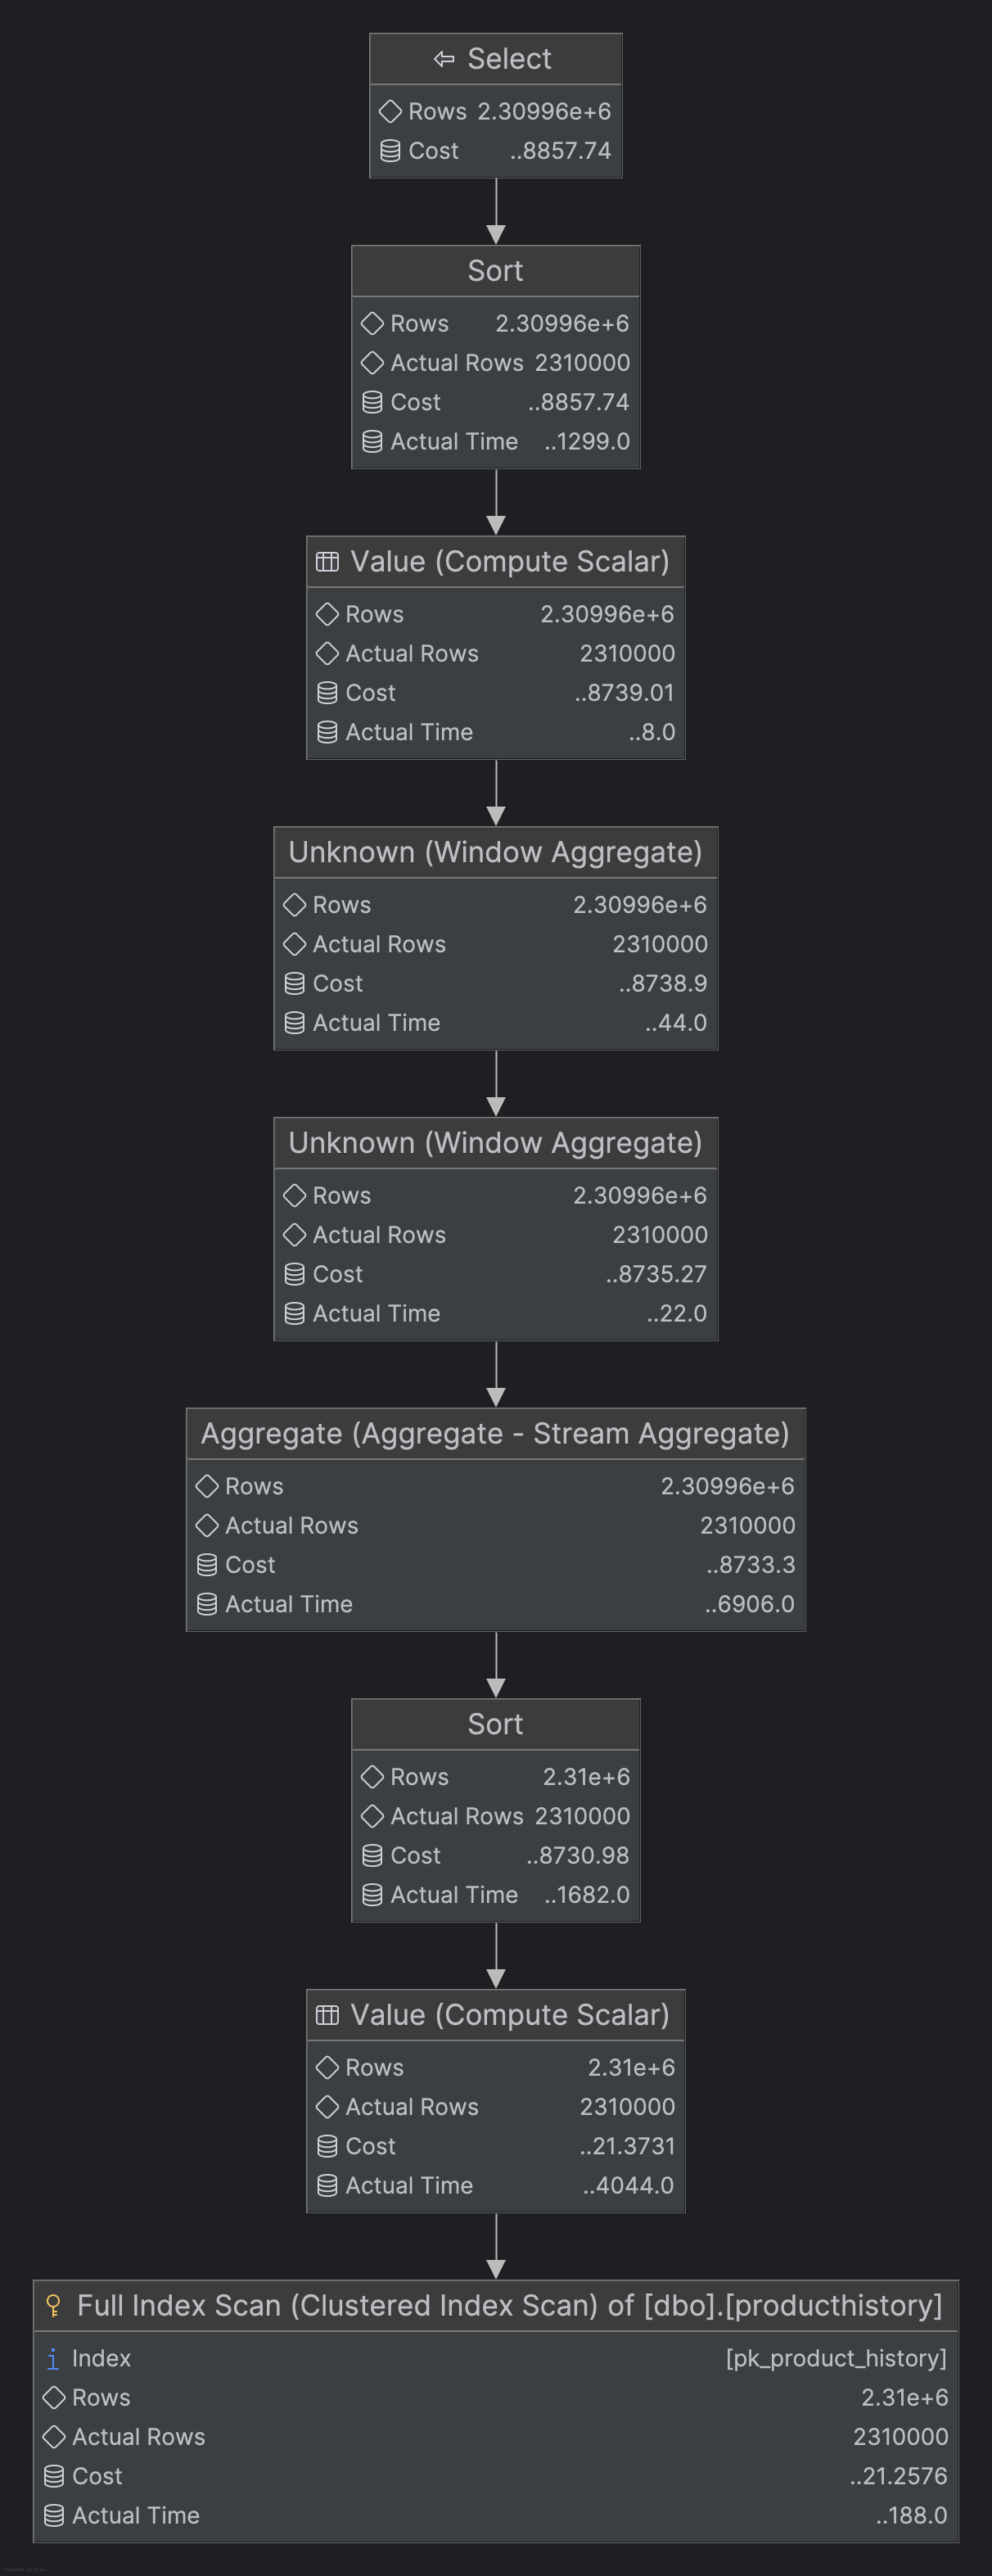 Select
Rows 2.30996e+6
Cost ..8857.74
Sort
Rows 2.30996e+6
Actual Rows 2310000
Cost ..8857.74
Actual Time ..1299.0
Value (Compute Scalar)
Rows 2.30996e+6
Actual Rows 2310000
Cost ..8739.01
Actual Time ..8.0
Unknown (Window Aggregate)
Rows 2.30996e+6
Actual Rows 2310000
Cost ..8738.9
Actual Time ..44.0
Unknown (Window Aggregate)
Rows 2.30996e+6
Actual Rows 2310000
Cost ..8735.27
Actual Time ..22.0
Aggregate (Aggregate - Stream Aggregate)
Rows 2.30996e+6
Actual Rows 2310000
Cost ..8733.3
Actual Time ..6906.0
Sort
Rows 2.31e+6
Actual Rows 2310000
Cost ..8730.98
Actual Time ..1682.0
Value (Compute Scalar)
Rows 2.31e+6
Actual Rows 2310000
Cost ..21.3731
Actual Time ..4044.0
Full Index Scan (Clustered Index Scan) of [dbo].[producthistory]
Index [pk_product_history]
Rows 2.31e+6
Actual Rows 2310000
Cost ..21.2576
Actual Time ..188.0